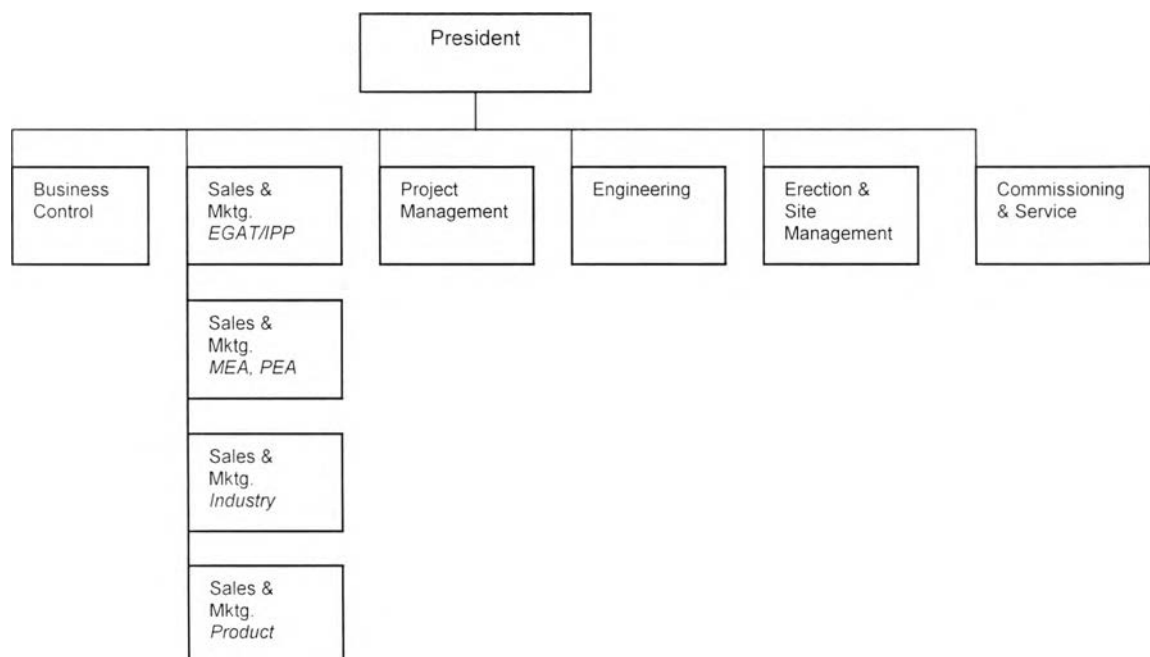 President
Business
Control
Sales &
Mktg.
EGAT/IPP
Project
Management
Engineering
Erection &
Site
Management
Commissioning
& Service
Sales &
Mktg.
MEA, PEA
Sales &
Mktg.
Industry
Sales &
Mktg.
Product